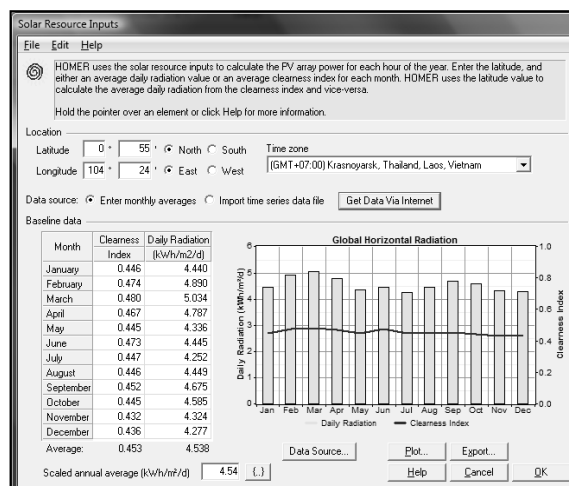 Solar Resource Inputs
File Edit Help
HOMER uses the solar resource inputs to calculate the PV array power for each hour of the year. Enter the latitude, and
either an average daily radiation value or an average clearness index for each month. HOMER uses the latitude value to
calculate the average daily radiation from the clearness index and vice-versa.
Hold the pointer over an element or click Help for more information.
Location
Latitude 0 ° 55 ' North South Time zone
Longitude 104 ° 24 ' East West (GMT+07:00) Krasnoyarsk, Thailand, Laos, Vietnam
Data source: Enter monthly averages Import time series data file Get Data Via Internet
Baseline data
Month Clearness Index Daily Radiation (kWh/m2/d)
January 0.446 4.440
February 0.474 4.890
March 0.480 5.034
April 0.467 4.787
May 0.445 4.336
June 0.473 4.445
July 0.447 4.252
August 0.446 4.449
September 0.452 4.675
October 0.445 4.585
November 0.432 4.324
December 0.436 4.277
Average: 0.453 4.538
Scaled annual average (kWh/m²/d) 4.54 {..}
Global Horizontal Radiation
Daily Radiation (kWh/m²/d)
6
5
4
3
2
1
0
Clearness Index
1.0
0.8
0.6
0.4
0.2
0.0
Jan Feb Mar Apr May Jun Jul Aug Sep Oct Nov Dec
Daily Radiation Clearness Index
Data Source... Plot... Export...
Help Cancel OK